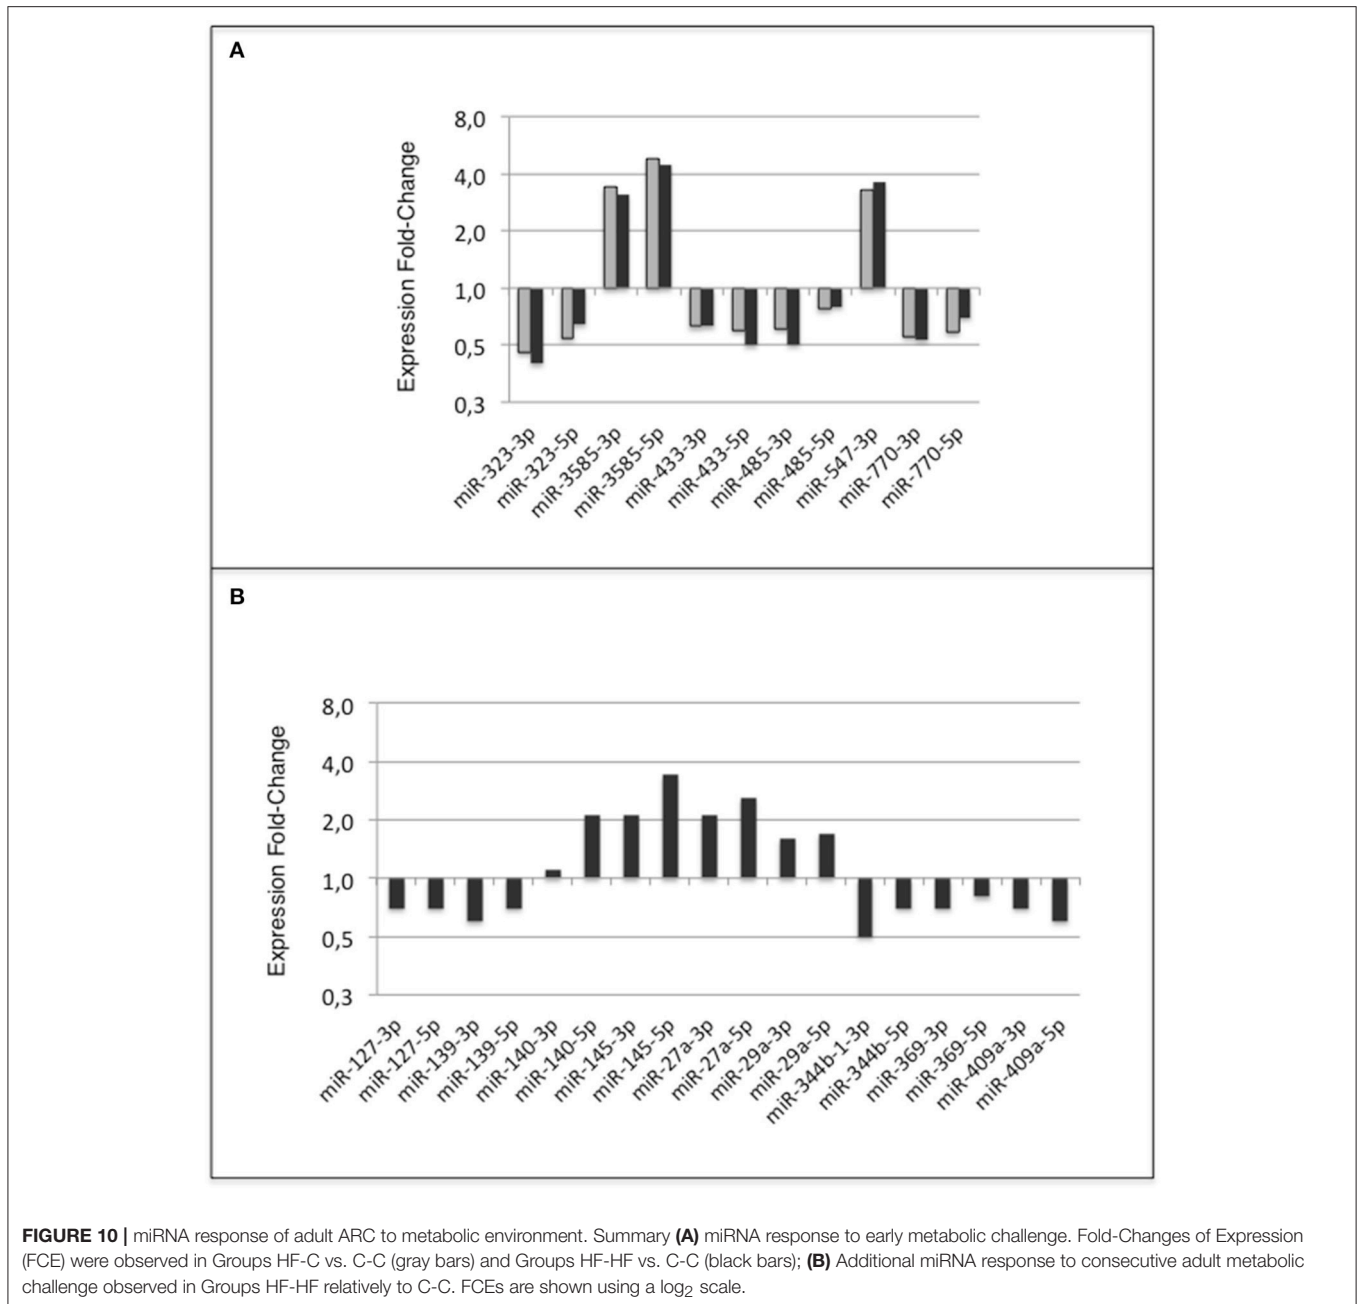 A
Expression Fold-Change
8,0
4,0
2,0
1,0
0,5
0,3
miR-323-3p
miR-323-5p
miR-3585-3p
miR-3585-5p
miR-433-3p
miR-433-5p
miR-485-3p
miR-485-5p
miR-547-3p
miR-770-3p
miR-770-5p
B
Expression Fold-Change
8,0
4,0
2,0
1,0
0,5
0,3
miR-127-3p
miR-127-5p
miR-139-3p
miR-139-5p
miR-140-3p
miR-140-5p
miR-145-3p
miR-145-5p
miR-27a-3p
miR-27a-5p
miR-29a-3p
miR-29a-5p
miR-344b-1-3p
miR-344b-5p
miR-369-3p
miR-369-5p
miR-409a-3p
miR-409a-5p
FIGURE 10 | miRNA response of adult ARC to metabolic environment. Summary (A) miRNA response to early metabolic challenge. Fold-Changes of Expression
(FCE) were observed in Groups HF-C vs. C-C (gray bars) and Groups HF-HF vs. C-C (black bars); (B) Additional miRNA response to consecutive adult metabolic
challenge observed in Groups HF-HF relatively to C-C. FCEs are shown using a log₂ scale.